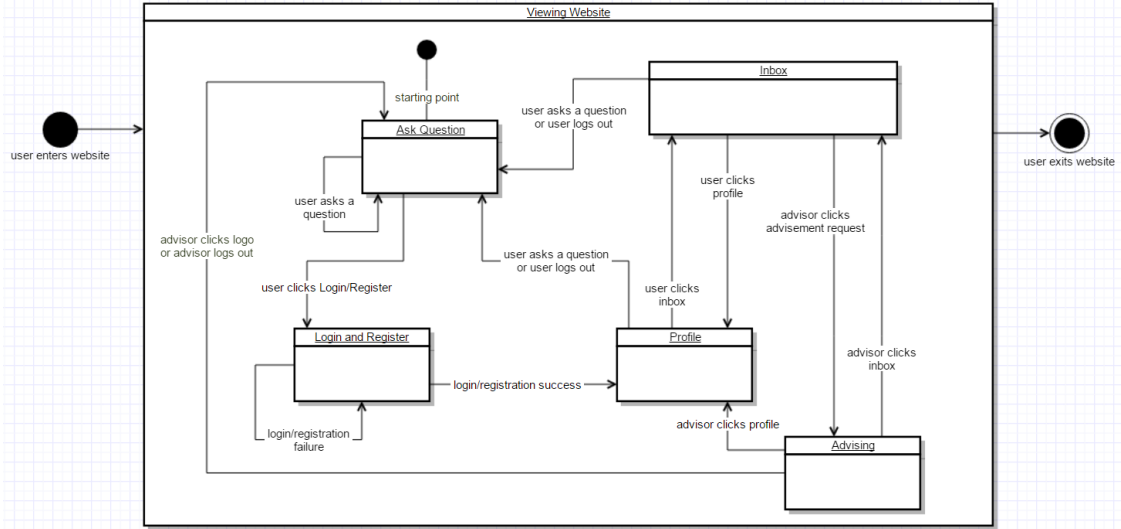 Viewing Website
starting point
Inbox
user asks a question
or user logs out
Ask Question
user enters website
user exits website
user clicks
profile
user asks a
question
advisor clicks
advisement request
advisor clicks logo
or advisor logs out
user asks a question
or user logs out
user clicks Login/Register
user clicks
inbox
Login and Register
Profile
advisor clicks
inbox
login/registration success
advisor clicks profile
login/registration
failure
Advising